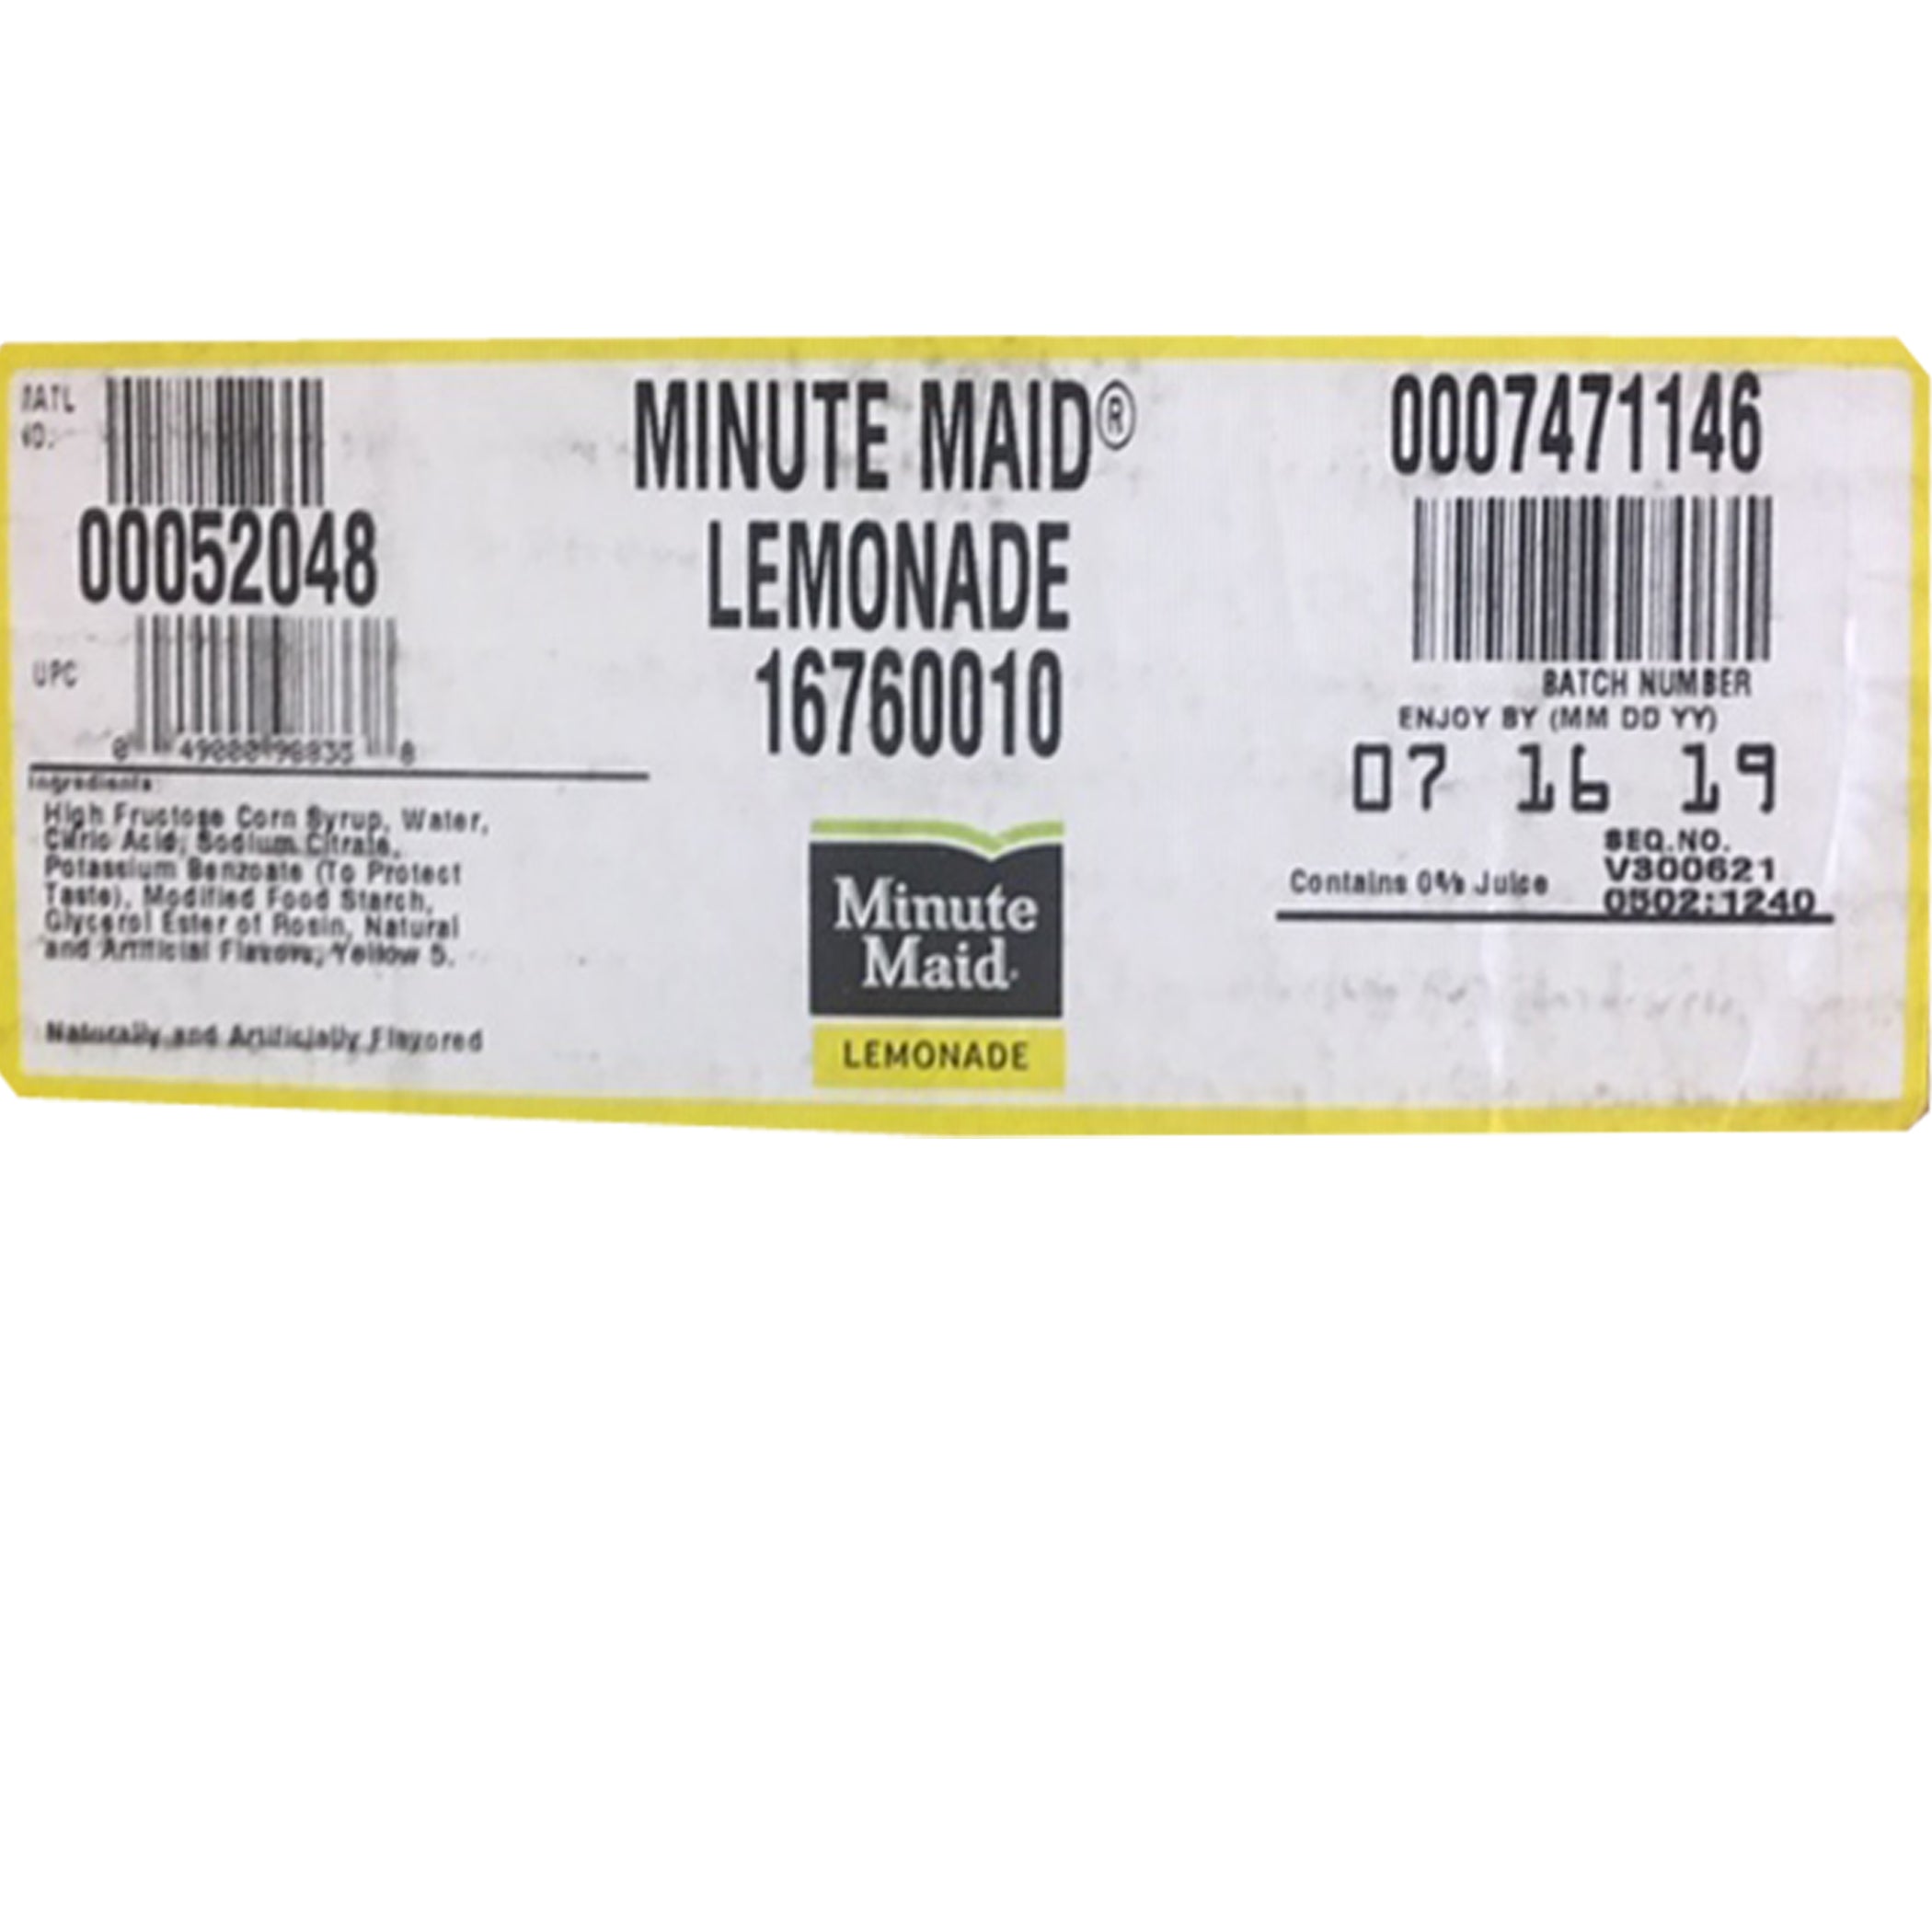 MATL
NO.
00052048
UPC
Ingredients:
High Fructose Corn Syrup, Water,
Citric Acid, Sodium Citrate,
Potassium Benzoate (To Protect
Taste), Modified Food Starch,
Glycerol Ester of Rosin, Natural
and Artificial Flavors, Yellow 5.
Naturally and Artificially Flavored
MINUTE MAID®
LEMONADE
16760010
Minute
Maid
LEMONADE
0007471146
BATCH NUMBER
ENJOY BY (MM DD YY)
07 16 19
SEQ.NO.
V300621
Contains 0% Juice
0502:1240